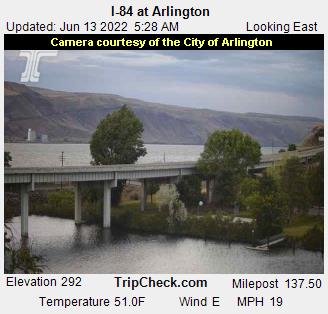 I-84 at Arlington
Updated: Jun 13 2022 5:28 AM Looking East
Camera courtesy of the City of Arlington
Elevation 292 TripCheck.com Milepost 137.50
Temperature 51.0F Wind E MPH 19